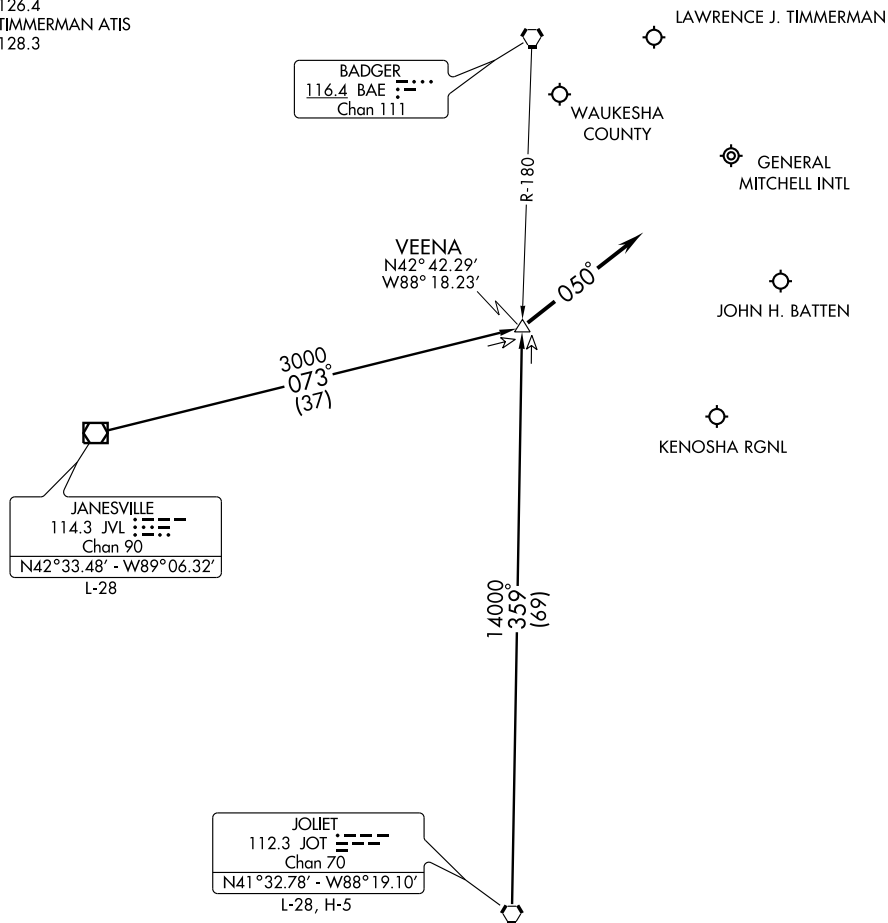 126.4
TIMMERMAN ATIS
128.3
LAWRENCE J. TIMMERMAN
BADGER
116.4 BAE
Chan 111
WAUKESHA
COUNTY
GENERAL
MITCHELL INTL
R-180
VEENA
N42° 42.29'
W88° 18.23'
050°
JOHN H. BATTEN
3000
073°
(37)
KENOSHA RGNL
JANESVILLE
114.3 JVL
Chan 90
N42°33.48' - W89°06.32'
L-28
14000
359°
(69)
JOLIET
112.3 JOT
Chan 70
N41°32.78' - W88°19.10'
L-28, H-5